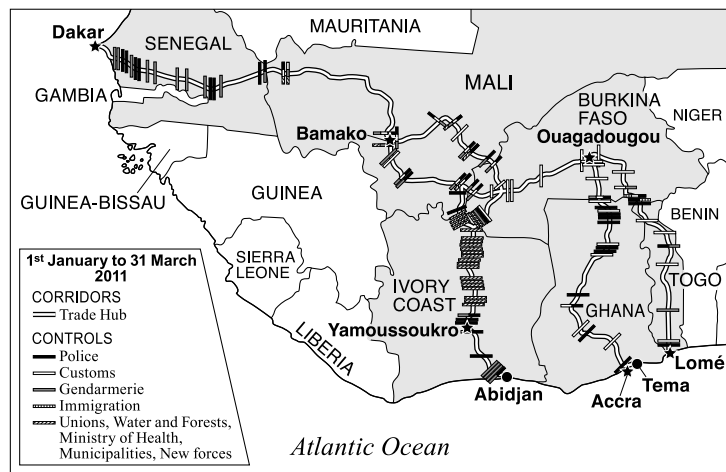 MAURITANIA
Dakar
SENEGAL
MALI
GAMBIA
BURKINA
FASO
NIGER
Ouagadougou
Bamako
GUINEA-BISSAU
GUINEA
BENIN
1st January to 31 March
2011
CORRIDORS
Trade Hub
CONTROLS
Police
Customs
Gendarmerie
Immigration
Unions, Water and Forests,
Ministry of Health,
Municipalities, New forces
SIERRA
LEONE
IVORY
COAST
TOGO
GHANA
LIBERIA
Yamoussoukro
Lomé
Tema
Abidjan
Accra
Atlantic Ocean